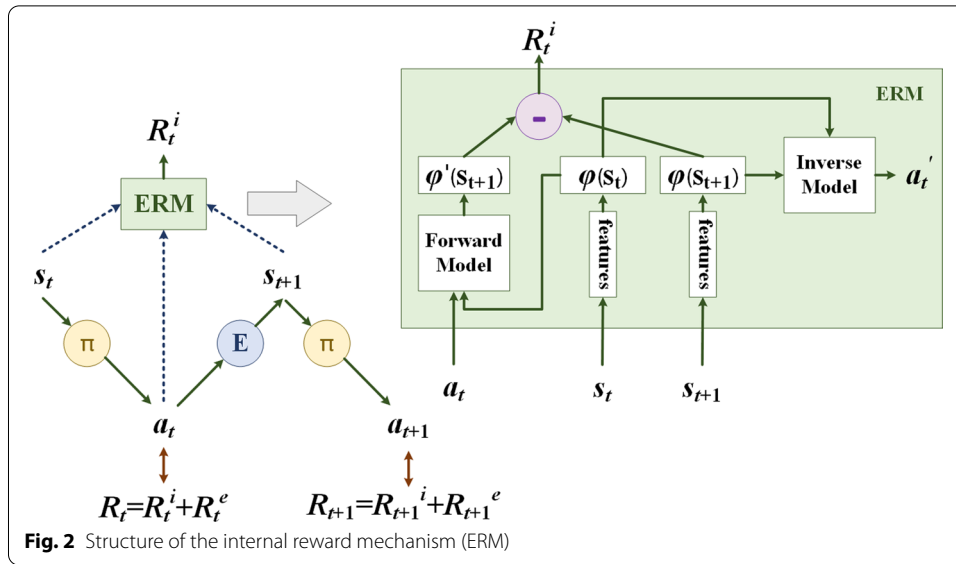 R_t^i
ERM
s_t
s_{t+1}
π
E
π
a_t
a_{t+1}
R_t=R_t^i+R_t^e
R_{t+1}=R_{t+1}^i+R_{t+1}^e
R_t^i
ERM
-
φ'(s_{t+1})
φ(s_t)
φ(s_{t+1})
Inverse
Model
a_t'
Forward
Model
features
features
a_t
s_t
s_{t+1}
Fig. 2 Structure of the internal reward mechanism (ERM)